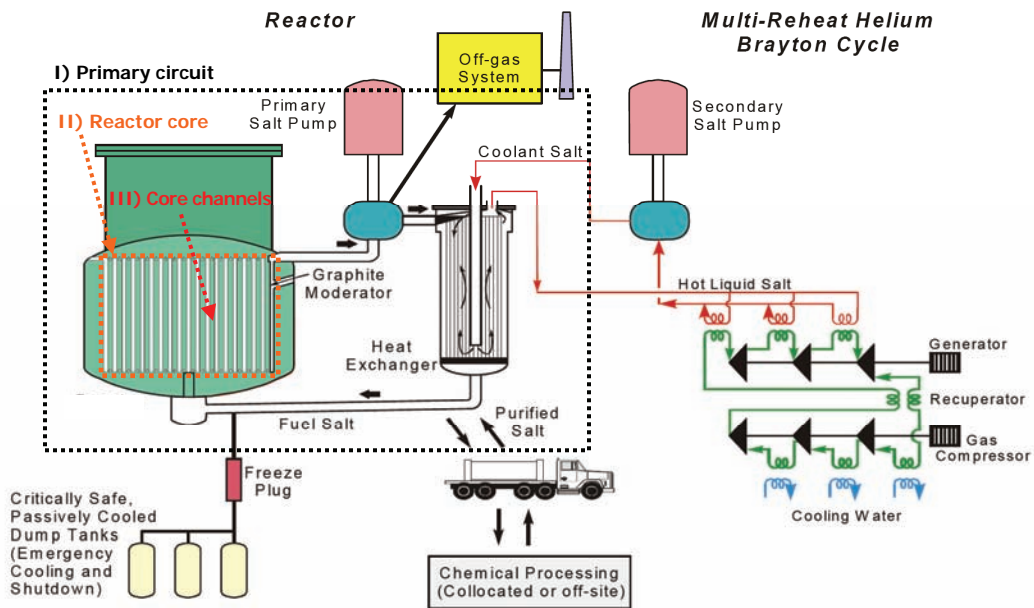 Reactor
Multi-Reheat Helium
Brayton Cycle
I) Primary circuit
Off-gas
System
Primary
Salt Pump
Secondary
Salt Pump
II) Reactor core
Coolant Salt
III) Core channels
Graphite
Moderator
Hot Liquid Salt
Heat
Exchanger
Generator
Recuperator
Fuel Salt
Purified
Salt
Gas
Compressor
Freeze
Plug
Critically Safe,
Passively Cooled
Dump Tanks
(Emergency
Cooling and
Shutdown)
Cooling Water
Chemical Processing
(Collocated or off-site)